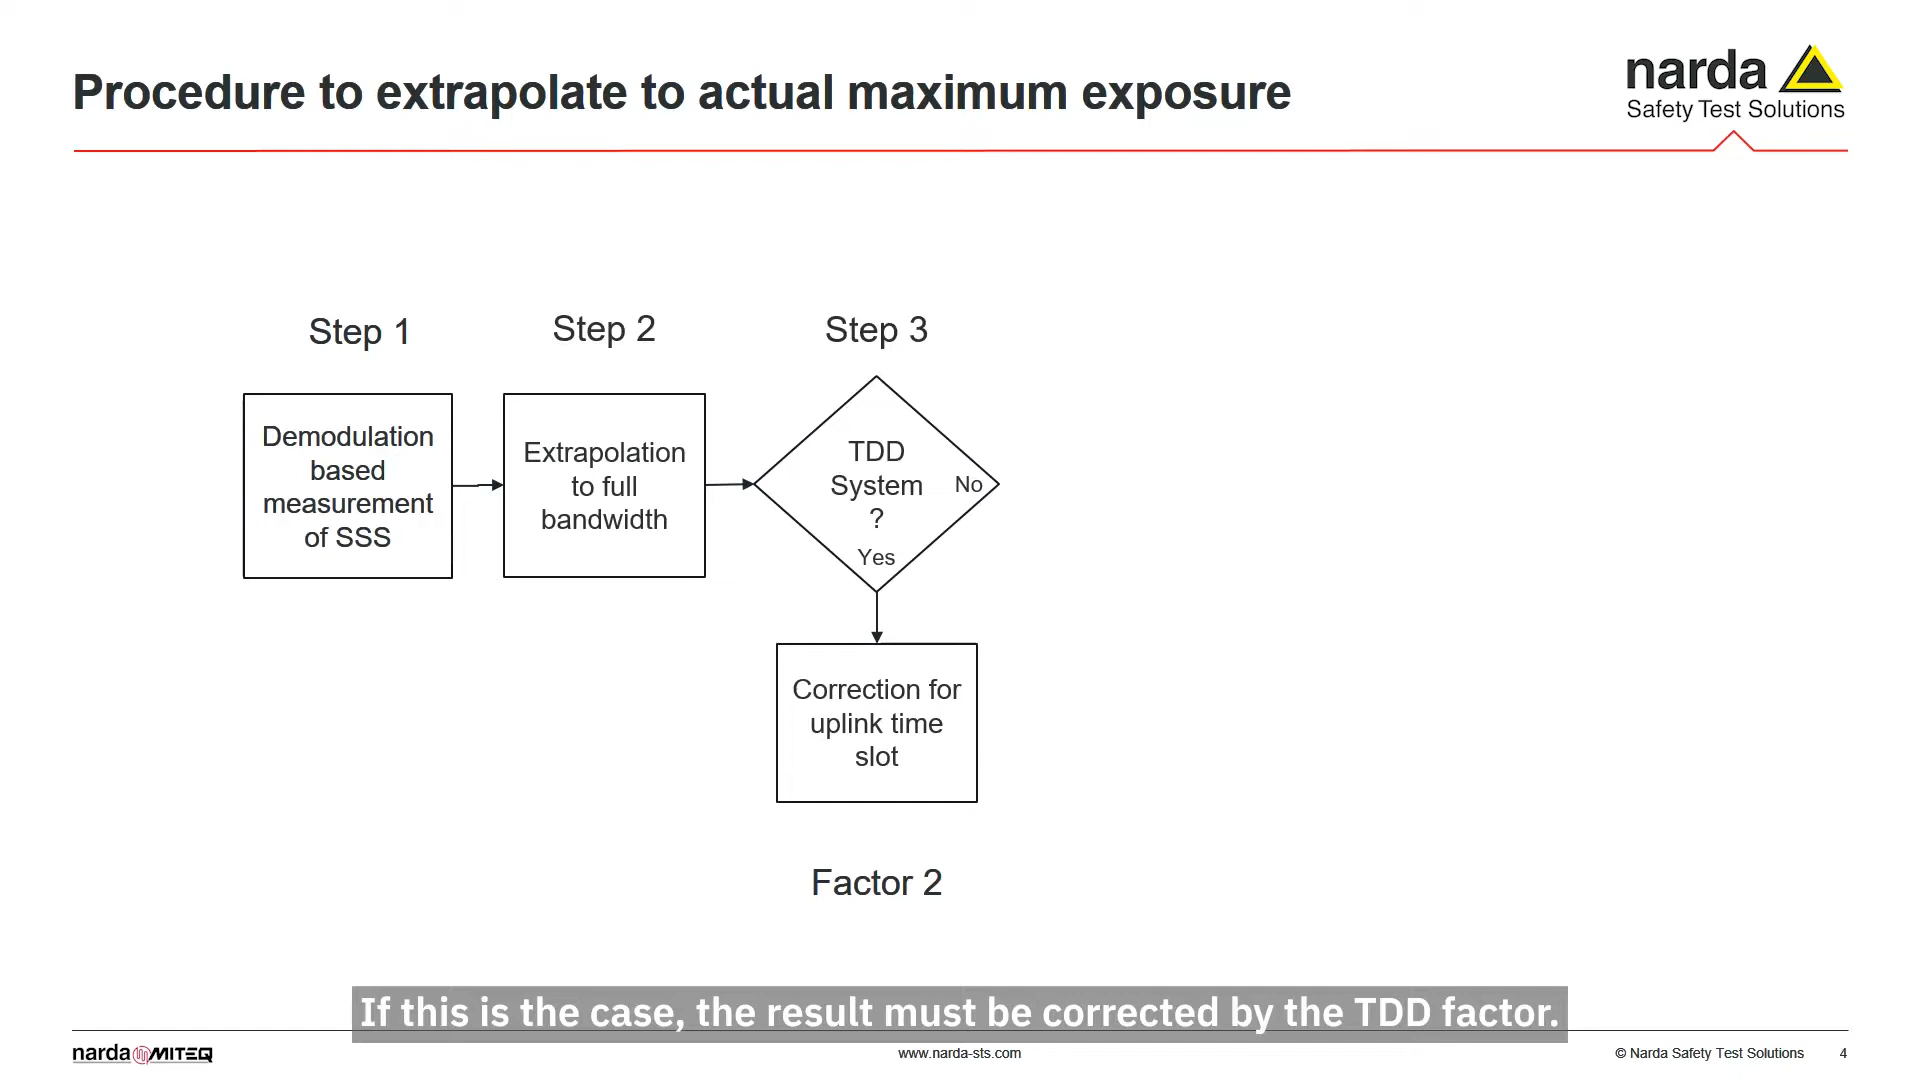 Procedure to extrapolate to actual maximum exposure
narda
Safety Test Solutions
Step 1
Step 2
Step 3
Demodulation
based
measurement
of SSS
Extrapolation
to full
bandwidth
TDD
System
?
No
Yes
Correction for
uplink time
slot
Factor 2
If this is the case, the result must be corrected by the TDD factor.
narda MITEQ
www.narda-sts.com
© Narda Safety Test Solutions
4